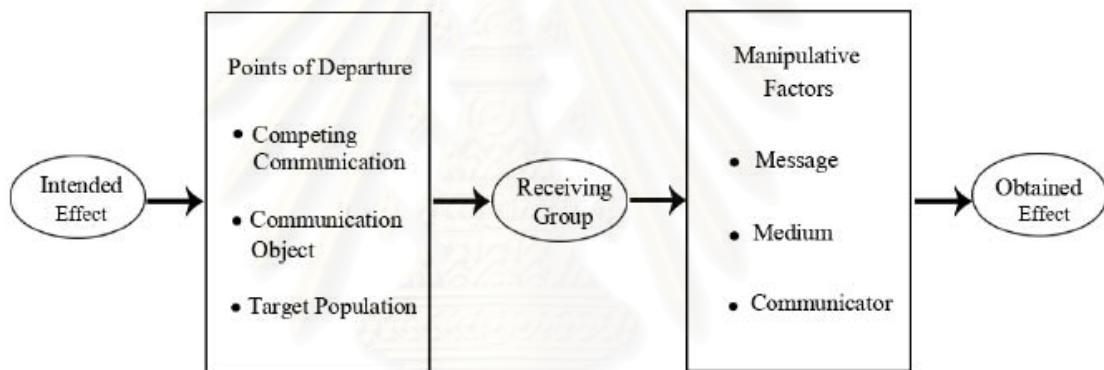 Intended
Effect
Points of Departure
• Competing
Communication
• Communication
Object
• Target Population
Receiving
Group
Manipulative
Factors
• Message
• Medium
• Communicator
Obtained
Effect